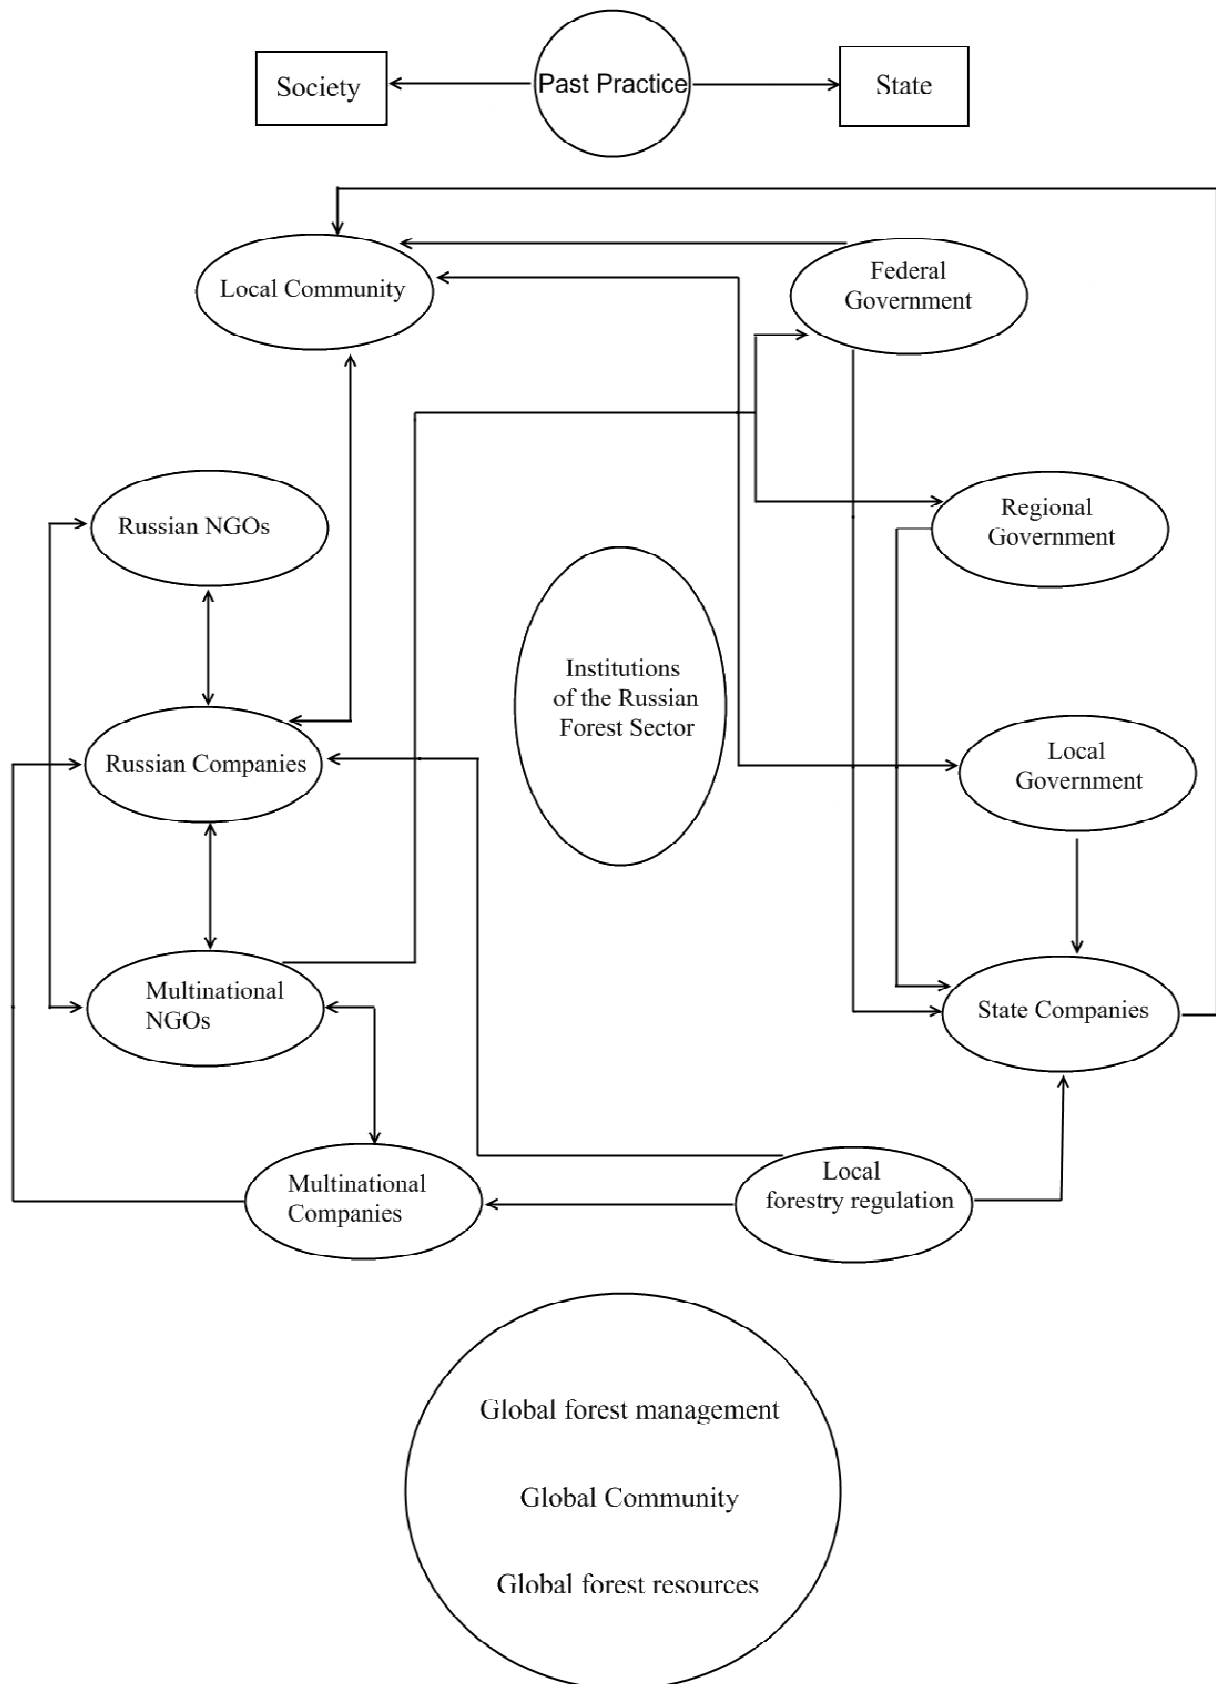 Society
Past Practice
State
Local Community
Federal
Government
Russian NGOs
Regional
Government
Institutions
of the Russian
Forest Sector
Russian Companies
Local
Government
Multinational
NGOs
State Companies
Multinational
Companies
Local
forestry regulation
Global forest management
Global Community
Global forest resources